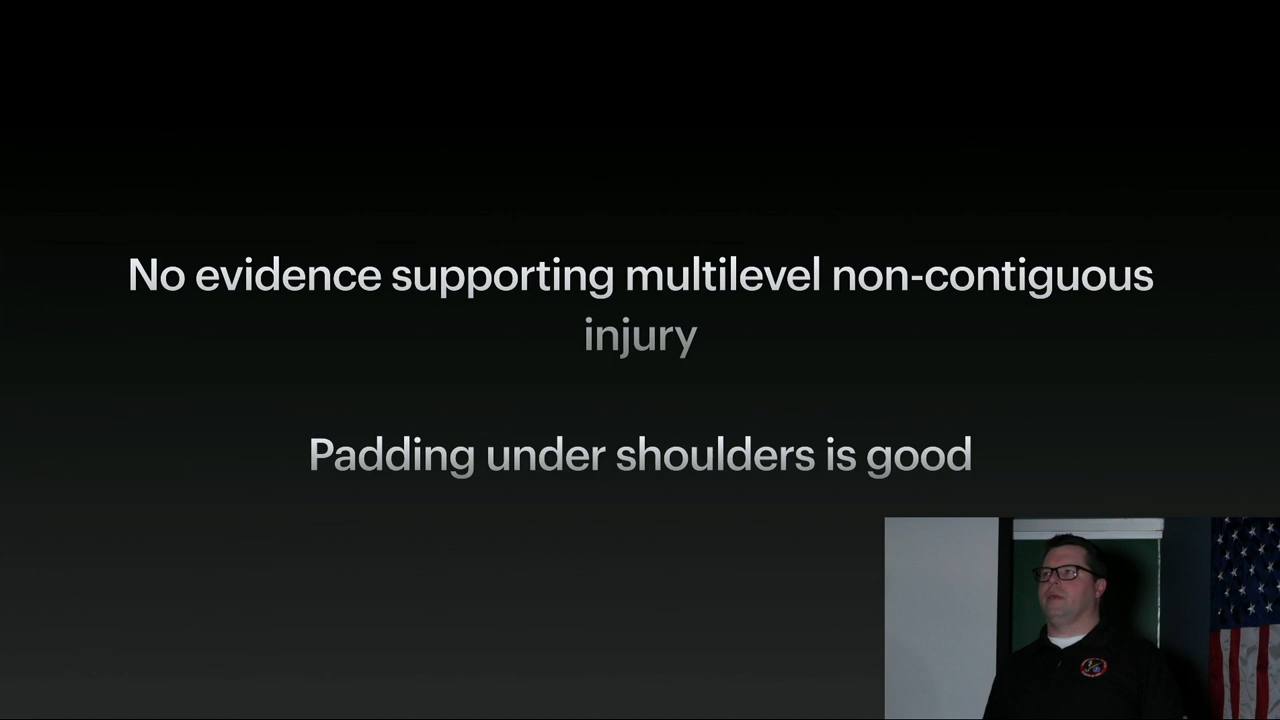 No evidence supporting multilevel non-contiguous
injury
Padding under shoulders is good